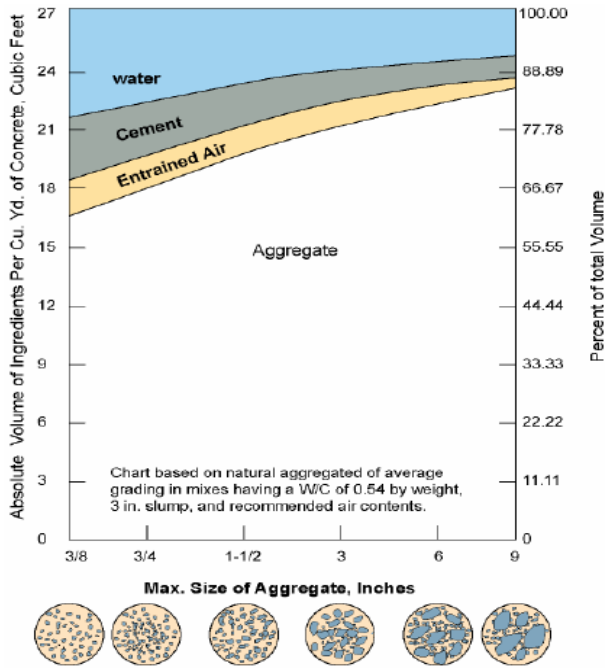 Absolute Volume of Ingredients Per Cu. Yd. of Concrete, Cubic Feet
27
24
21
18
15
12
9
6
3
0
water
Cement
Entrained Air
Aggregate
Chart based on natural aggregated of average
grading in mixes having a W/C of 0.54 by weight,
3 in. slump, and recommended air contents.
100.00
88.89
77.78
66.67
55.55
44.44
33.33
22.22
11.11
0
Percent of total Volume
3/8 3/4 1-1/2 3 6 9
Max. Size of Aggregate, Inches